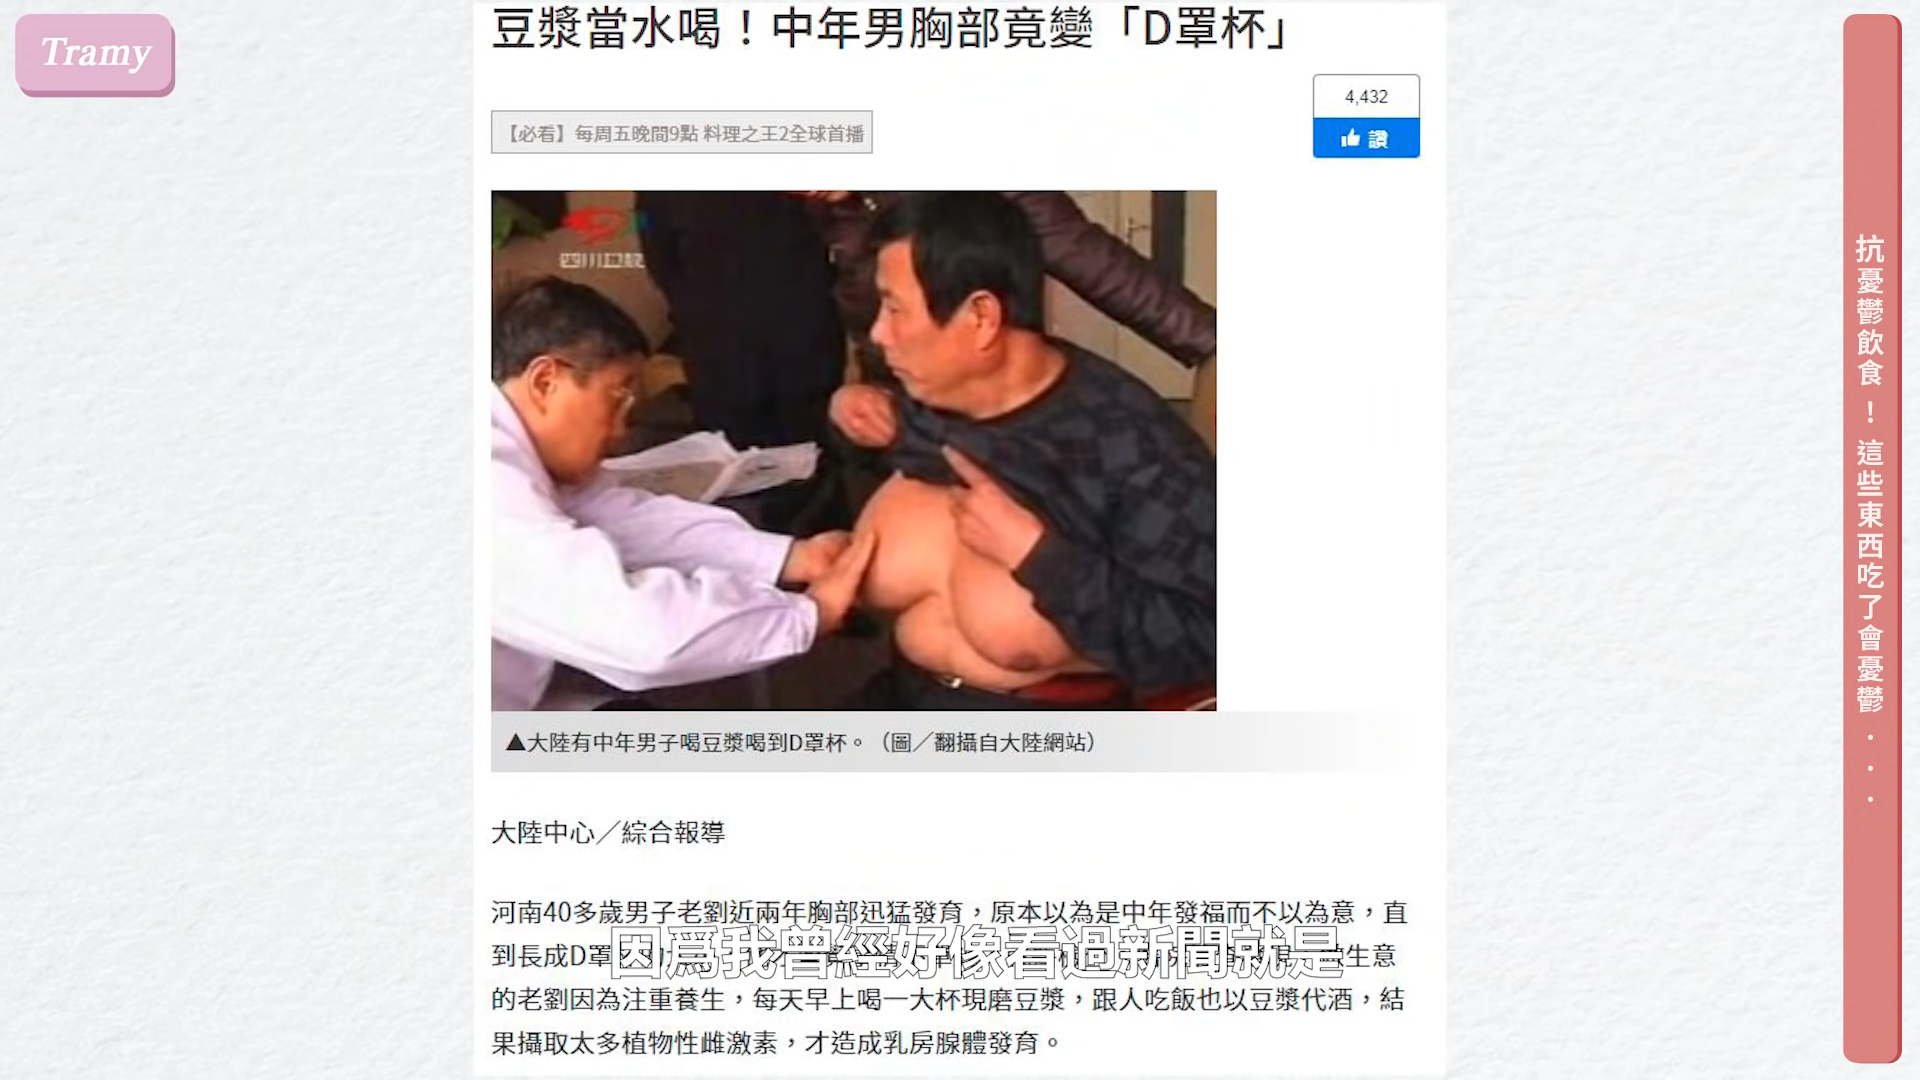 Tramy
豆漿當水喝！中年男胸部竟變「D罩杯」
4,432
讚
【必看】每周五晚間9點 料理之王2全球首播
四川卫视
▲大陸有中年男子喝豆漿喝到D罩杯。（圖／翻攝自大陸網站）
大陸中心／綜合報導
河南40多歲男子老劉近兩年胸部迅猛發育，原本以為是中年發福而不以為意，直
到長成D罩
生意
的老劉因為注重養生，每天早上喝一大杯現磨豆漿，跟人吃飯也以豆漿代酒，結
果攝取太多植物性雌激素，才造成乳房腺體發育。
因爲我曾經好像看過新聞就是
抗憂鬱飲食！這些東西吃了會憂鬱...